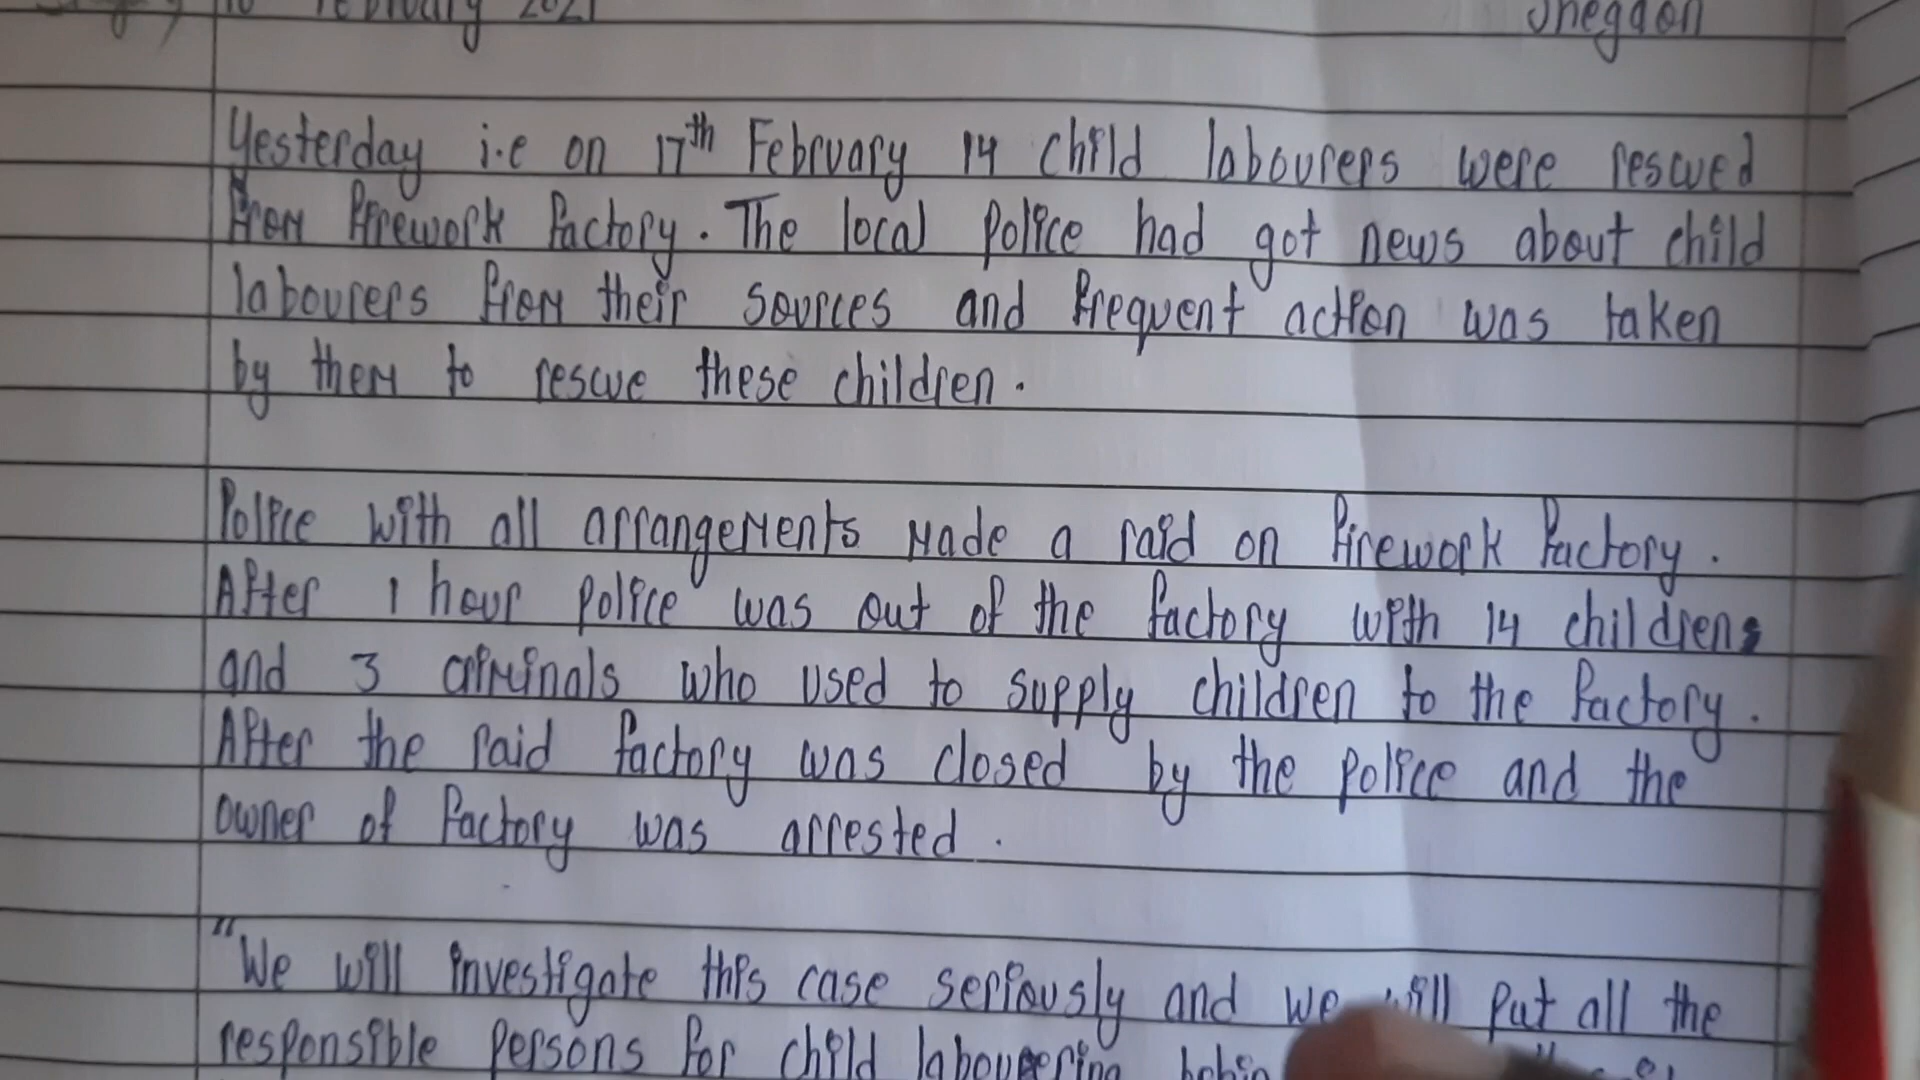 February 2021 Shegaon
Yesterday i.e on 17th February 14 child labourers were rescued
From firework factory. The local police had got news about child
labourers from their sources and frequent action was taken
by them to rescue these children.
Police with all arrangements made a raid on firework factory.
After 1 hour police was out of the factory with 14 childrens
and 3 criminals who used to supply children to the factory.
After the raid factory was closed by the police and the
owner of factory was arrested.
"We will investigate this case seriously and we will put all the
responsible persons for child labourering